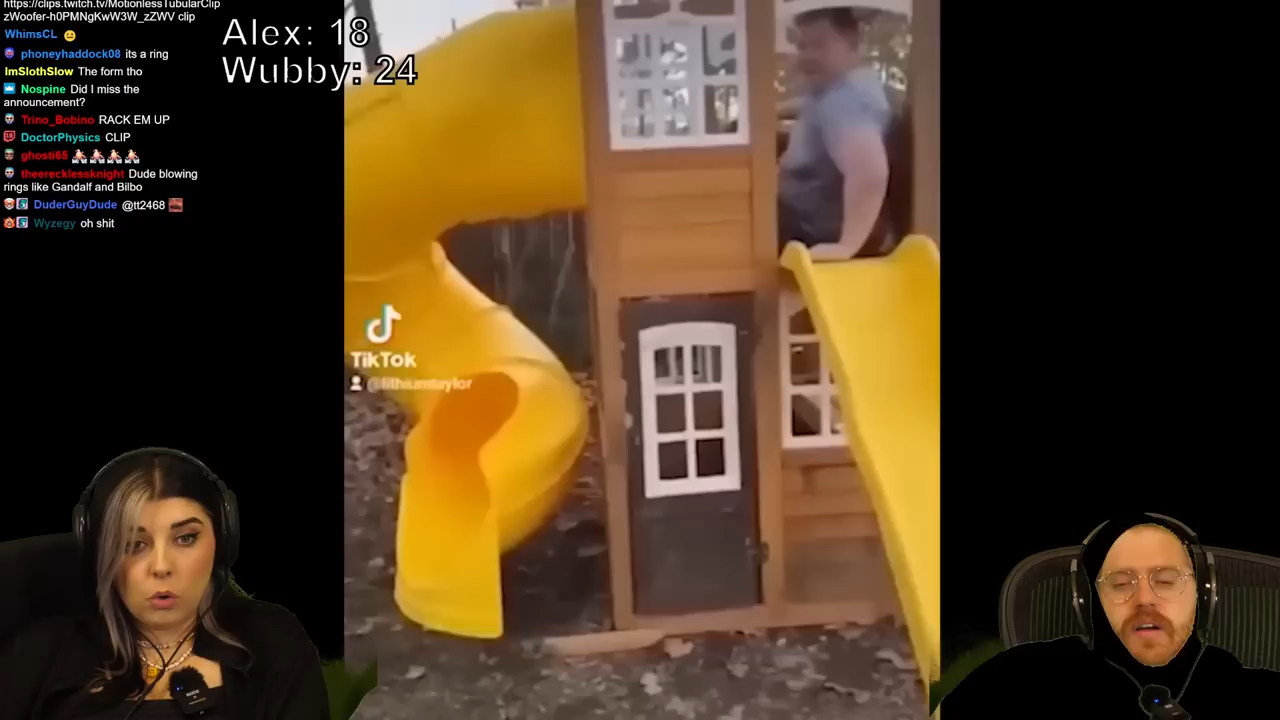 https://clips.twitch.tv/MotionlessTubularClip
zWoofer-h0PMNgKwW3W_zZWV clip
WhimsCL
phoneyhaddock08 its a ring
ImSlothSlow The form tho
Nospine Did I miss the
announcement?
Trino_Bobino RACK EM UP
DoctorPhysics CLIP
ghosti65
theerecklessknight Dude blowing
rings like Gandalf and Bilbo
DuderGuyDude @tt2468
Wyzegy oh shit
Alex: 18
Wubby: 24
TikTok
@lithiumtaylor